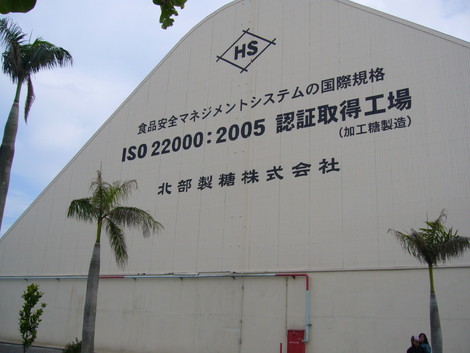 HS
食品安全マネジメントシステムの国際規格
ISO 22000:2005 認証取得工場
(加工糖製造)
北部製糖株式会社